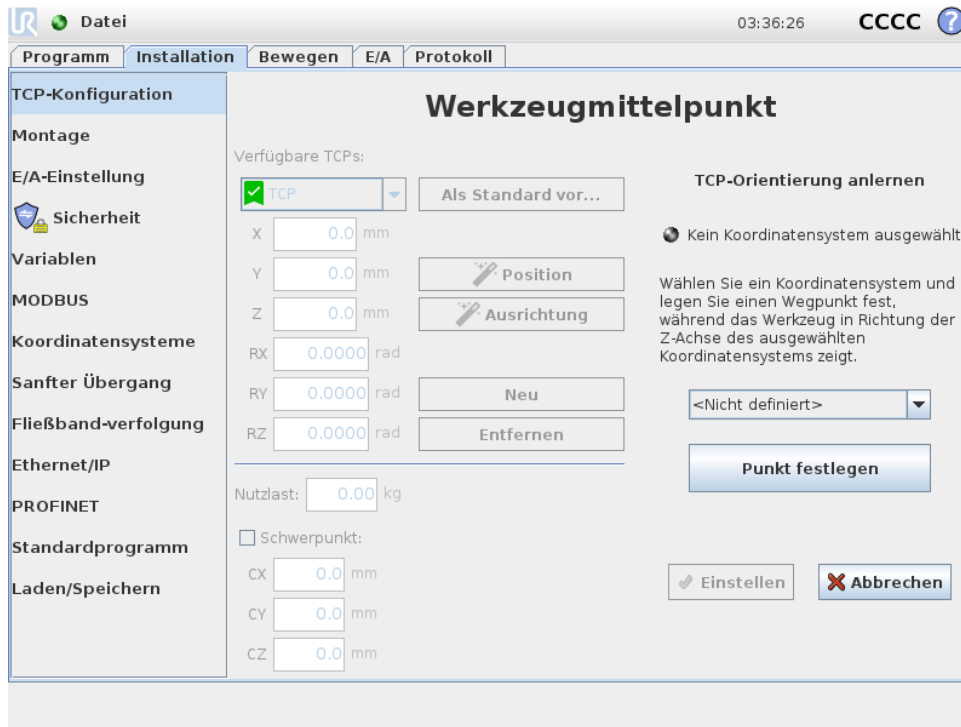 UR Datei 03:36:26 CCCC ?
Programm Installation Bewegen E/A Protokoll
TCP-Konfiguration
Montage
E/A-Einstellung
Sicherheit
Variablen
MODBUS
Koordinatensysteme
Sanfter Übergang
Fließband-verfolgung
Ethernet/IP
PROFINET
Standardprogramm
Laden/Speichern
Werkzeugmittelpunkt
Verfügbare TCPs:
TCP Als Standard vor...
X 0.0 mm
Y 0.0 mm Position
Z 0.0 mm Ausrichtung
RX 0.0000 rad
RY 0.0000 rad Neu
RZ 0.0000 rad Entfernen
Nutzlast: 0.00 kg
Schwerpunkt:
CX 0.0 mm
CY 0.0 mm
CZ 0.0 mm
TCP-Orientierung anlernen
Kein Koordinatensystem ausgewählt
Wählen Sie ein Koordinatensystem und
legen Sie einen Wegpunkt fest,
während das Werkzeug in Richtung der
Z-Achse des ausgewählten
Koordinatensystems zeigt.
<Nicht definiert>
Punkt festlegen
Einstellen Abbrechen